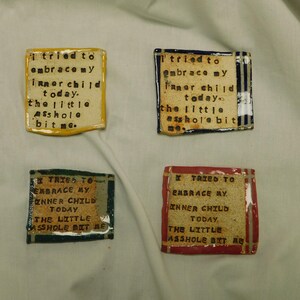 I tried to
embrace my
inner child
today.
the little
asshole
bit me.
I tried to
embrace my
inner child
today.
the little
asshole bit
me.
I TRIED TO
EMBRACE MY
INNER CHILD
TODAY
THE LITTLE
ASSHOLE BIT ME
I TRIED TO
EMBRACE MY
INNER CHILD
TODAY
THE LITTLE
ASSHOLE BIT ME